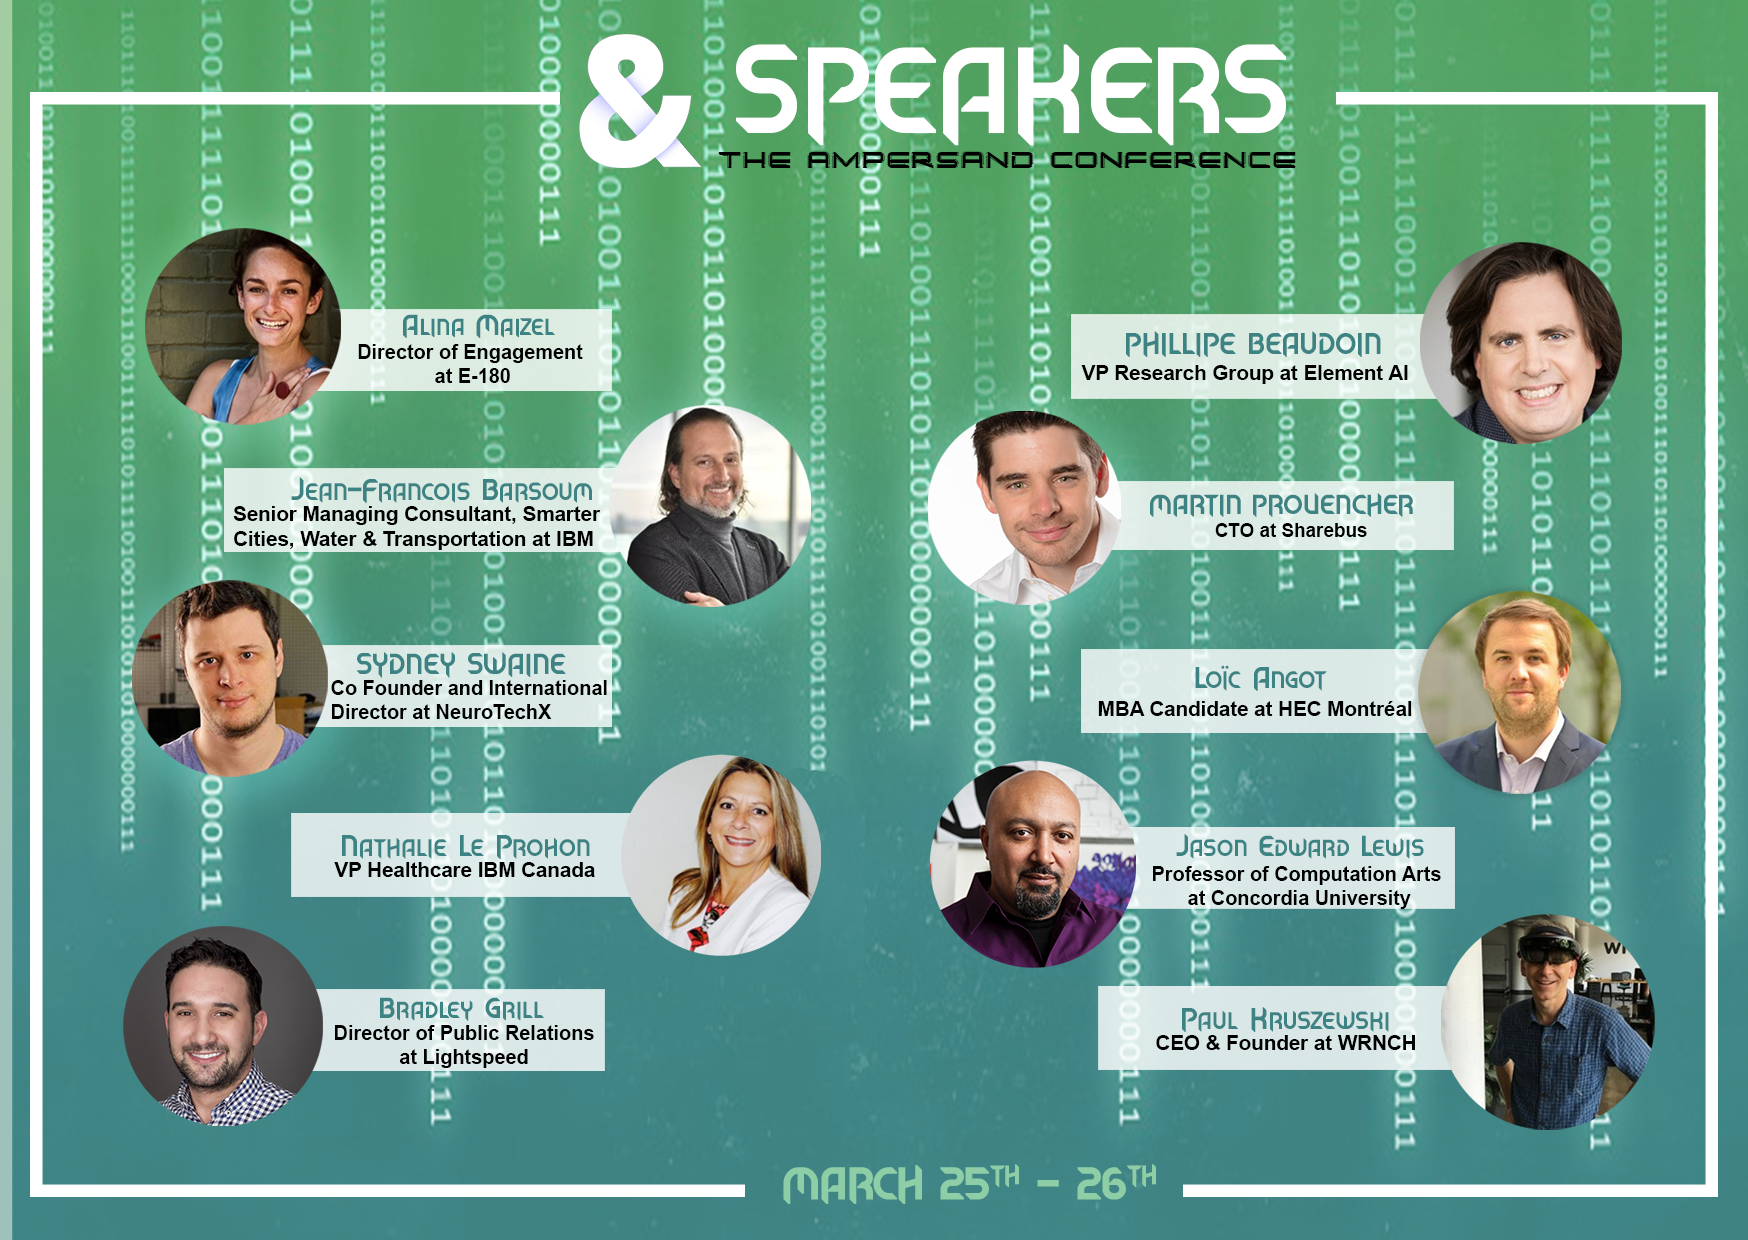 & SPEAKERS
THE AMPERSAND CONFERENCE
Alina Maizel
Director of Engagement
at E-180
Jean-Francois Barsoum
Senior Managing Consultant, Smarter
Cities, Water & Transportation at IBM
SYDNEY SWAINE
Co Founder and International
Director at NeuroTechX
Nathalie Le Prohon
VP Healthcare IBM Canada
Bradley Grill
Director of Public Relations
at Lightspeed
PHILLIPE BEAUDOIN
VP Research Group at Element AI
MARTIN PROVENCHER
CTO at Sharebus
Loïc Angot
MBA Candidate at HEC Montréal
Jason Edward Lewis
Professor of Computation Arts
at Concordia University
Paul Kruszewski
CEO & Founder at WRNCH
MARCH 25TH - 26TH